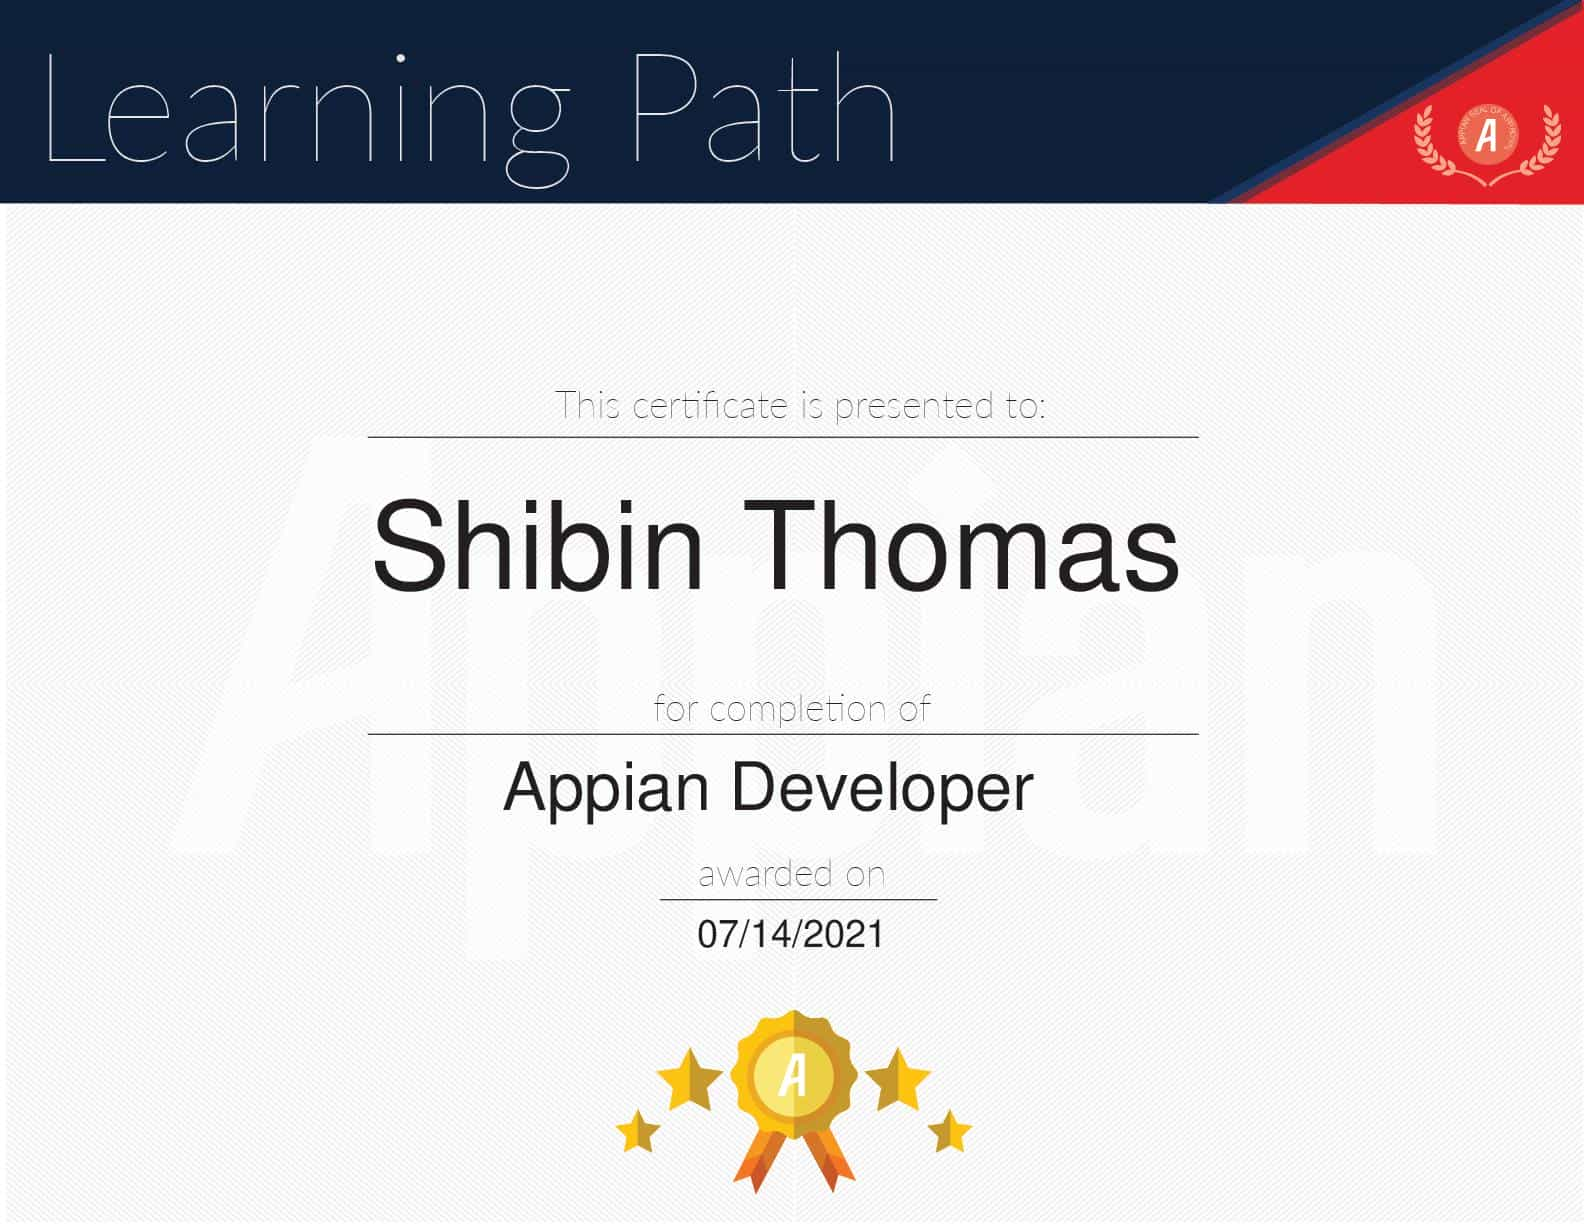 Learning Path
A
This certificate is presented to:
Shibin Thomas
for completion of
Appian Developer
awarded on
07/14/2021
A
Appian